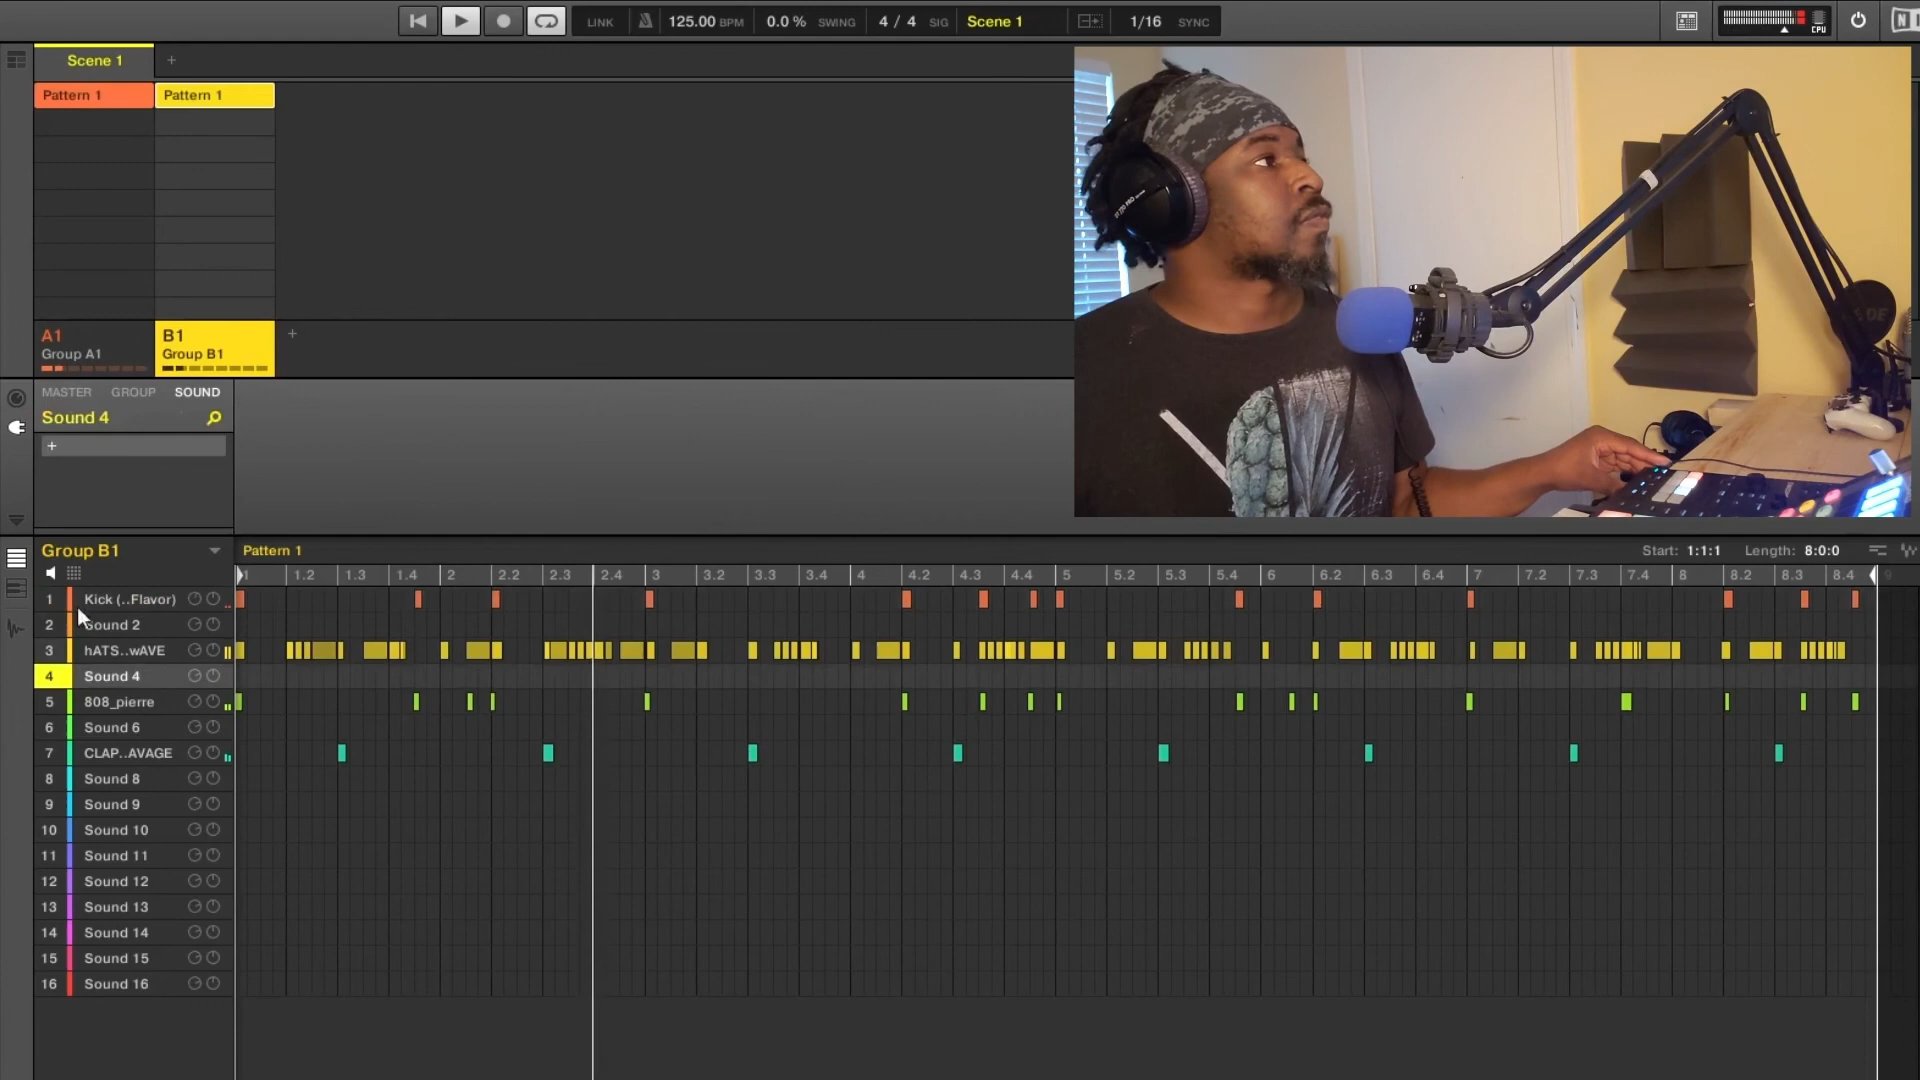 LINK 125.00 BPM 0.0 % SWING 4 / 4 SIG Scene 1 1/16 SYNC
CPU
Scene 1 +
Pattern 1 Pattern 1
A1 B1
Group A1 Group B1 +
MASTER GROUP SOUND
Sound 4
+
Group B1 Pattern 1 Start: 1:1:1 Length: 8:0:0
1 1.2 1.3 1.4 2 2.2 2.3 2.4 3 3.2 3.3 3.4 4 4.2 4.3 4.4 5 5.2 5.3 5.4 6 6.2 6.3 6.4 7 7.2 7.3 7.4 8 8.2 8.3 8.4 9
1 Kick (..Flavor)
2 Sound 2
3 hATS..wAVE
4 Sound 4
5 808_pierre
6 Sound 6
7 CLAP..AVAGE
8 Sound 8
9 Sound 9
10 Sound 10
11 Sound 11
12 Sound 12
13 Sound 13
14 Sound 14
15 Sound 15
16 Sound 16